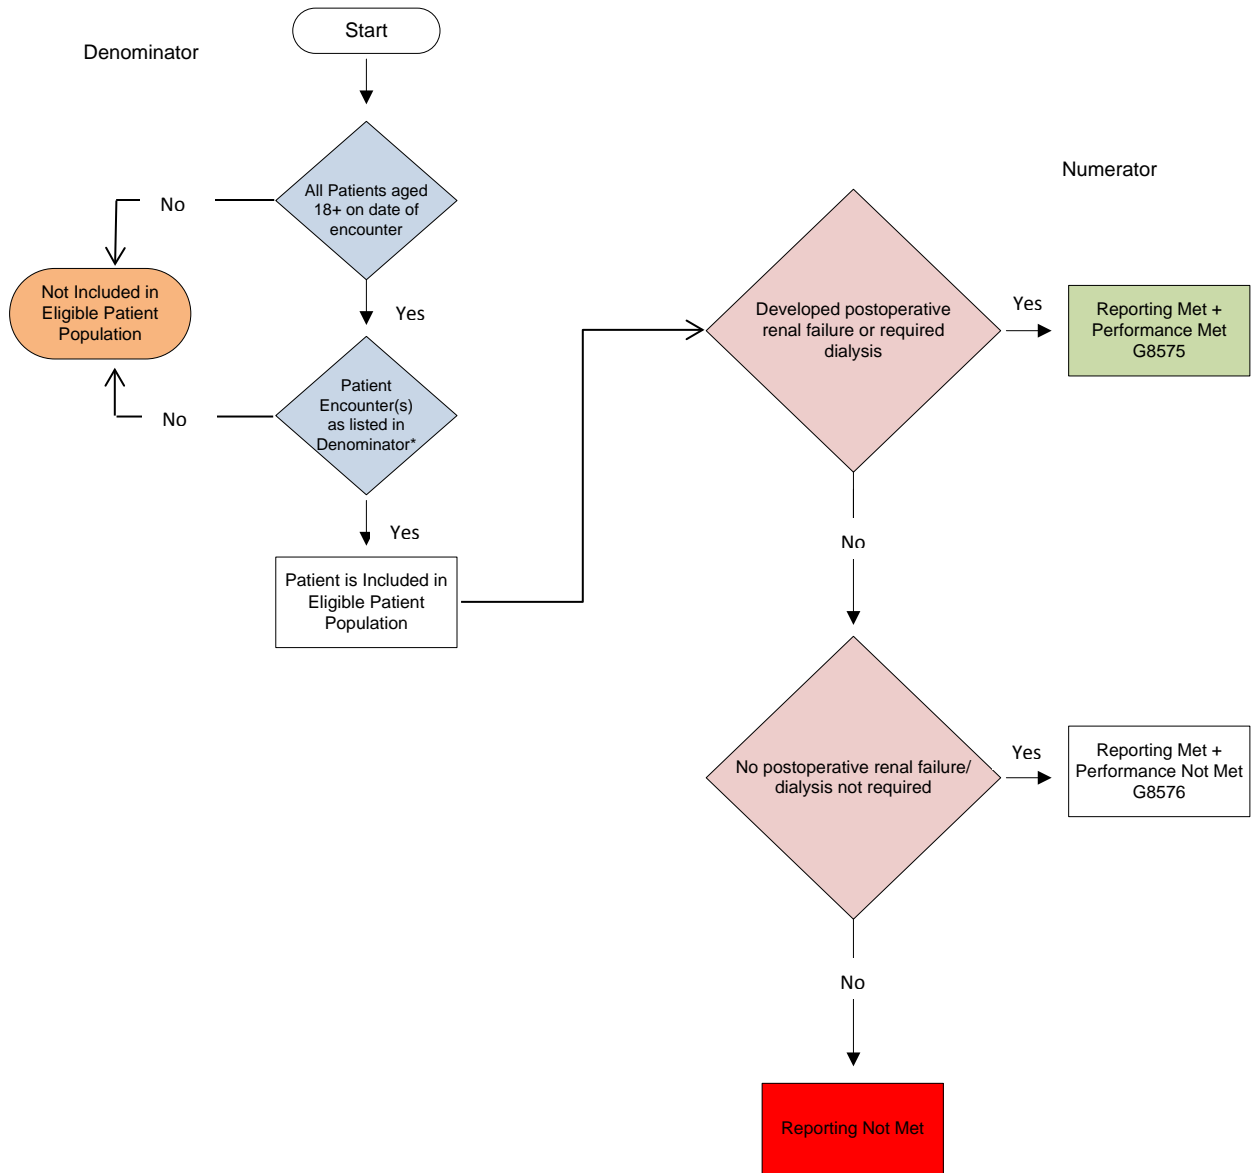 Start
Denominator
All Patients aged
18+ on date of
encounter
No
Not Included in
Eligible Patient
Population
Yes
Patient
Encounter(s)
as listed in
Denominator*
No
Yes
Patient is Included in
Eligible Patient
Population
Numerator
Developed postoperative
renal failure or required
dialysis
Yes
Reporting Met +
Performance Met
G8575
No
No postoperative renal failure/
dialysis not required
Yes
Reporting Met +
Performance Not Met
G8576
No
Reporting Not Met